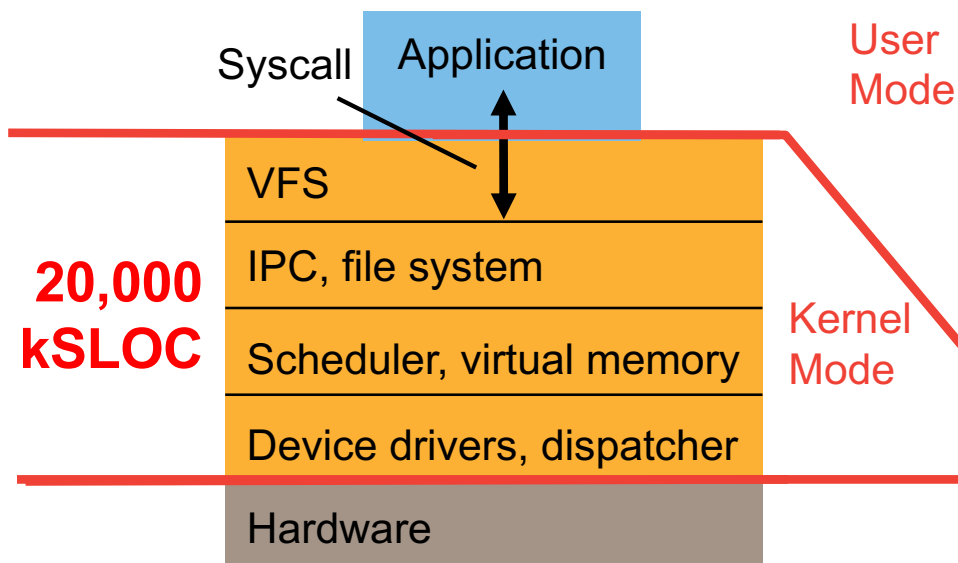 Syscall
Application
User
Mode
VFS
IPC, file system
20,000
kSLOC
Scheduler, virtual memory
Kernel
Mode
Device drivers, dispatcher
Hardware